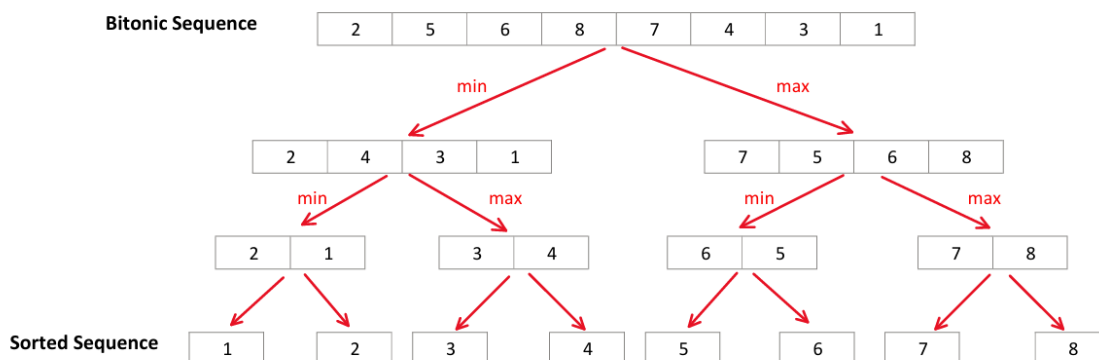 Bitonic Sequence 2 5 6 8 7 4 3 1
min max
2 4 3 1 7 5 6 8
min max min max
2 1 3 4 6 5 7 8
Sorted Sequence 1 2 3 4 5 6 7 8